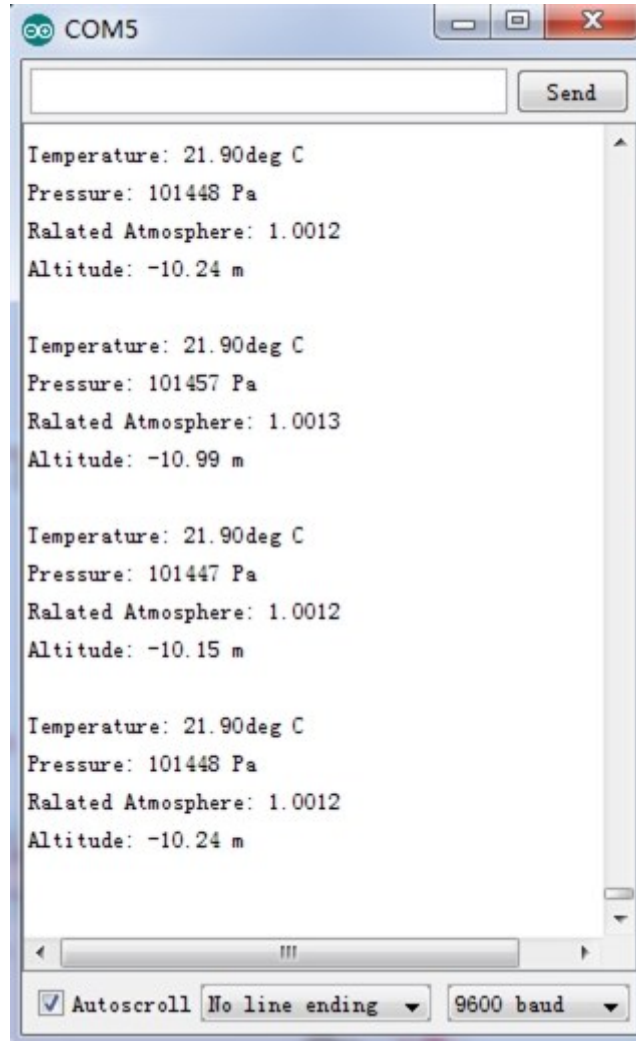 COM5
Send
Temperature: 21.90deg C
Pressure: 101448 Pa
Ralated Atmosphere: 1.0012
Altitude: -10.24 m
Temperature: 21.90deg C
Pressure: 101457 Pa
Ralated Atmosphere: 1.0013
Altitude: -10.99 m
Temperature: 21.90deg C
Pressure: 101447 Pa
Ralated Atmosphere: 1.0012
Altitude: -10.15 m
Temperature: 21.90deg C
Pressure: 101448 Pa
Ralated Atmosphere: 1.0012
Altitude: -10.24 m
Autoscroll No line ending 9600 baud